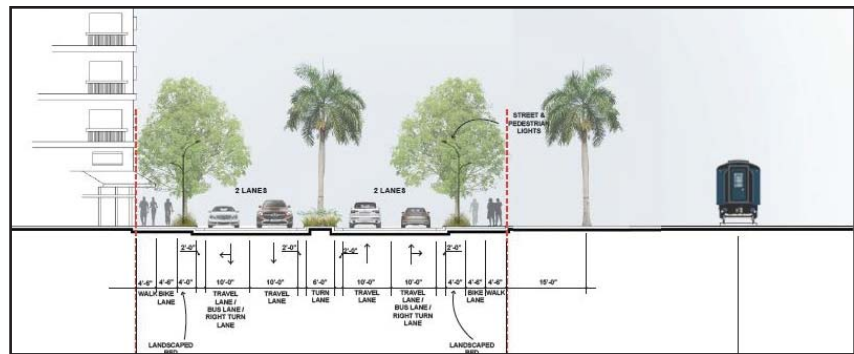 STREET &
PEDESTRIAN
LIGHTS
2 LANES
2 LANES
2'-0"
2'-0"
2'-0"
2'-0"
4'-6"
4'-6"
4'-0"
10'-0"
10'-0"
6'-0"
10'-0"
10'-0"
4'-0"
4'-6"
4'-6"
15'-0"
WALK
BIKE
LANE
TRAVEL
LANE /
BUS LANE /
RIGHT TURN
LANE
TRAVEL
LANE
TURN
LANE
TRAVEL
LANE
TRAVEL
LANE /
BUS LANE /
RIGHT TURN
LANE
BIKE
LANE
WALK
LANDSCAPED
BED
LANDSCAPED
BED